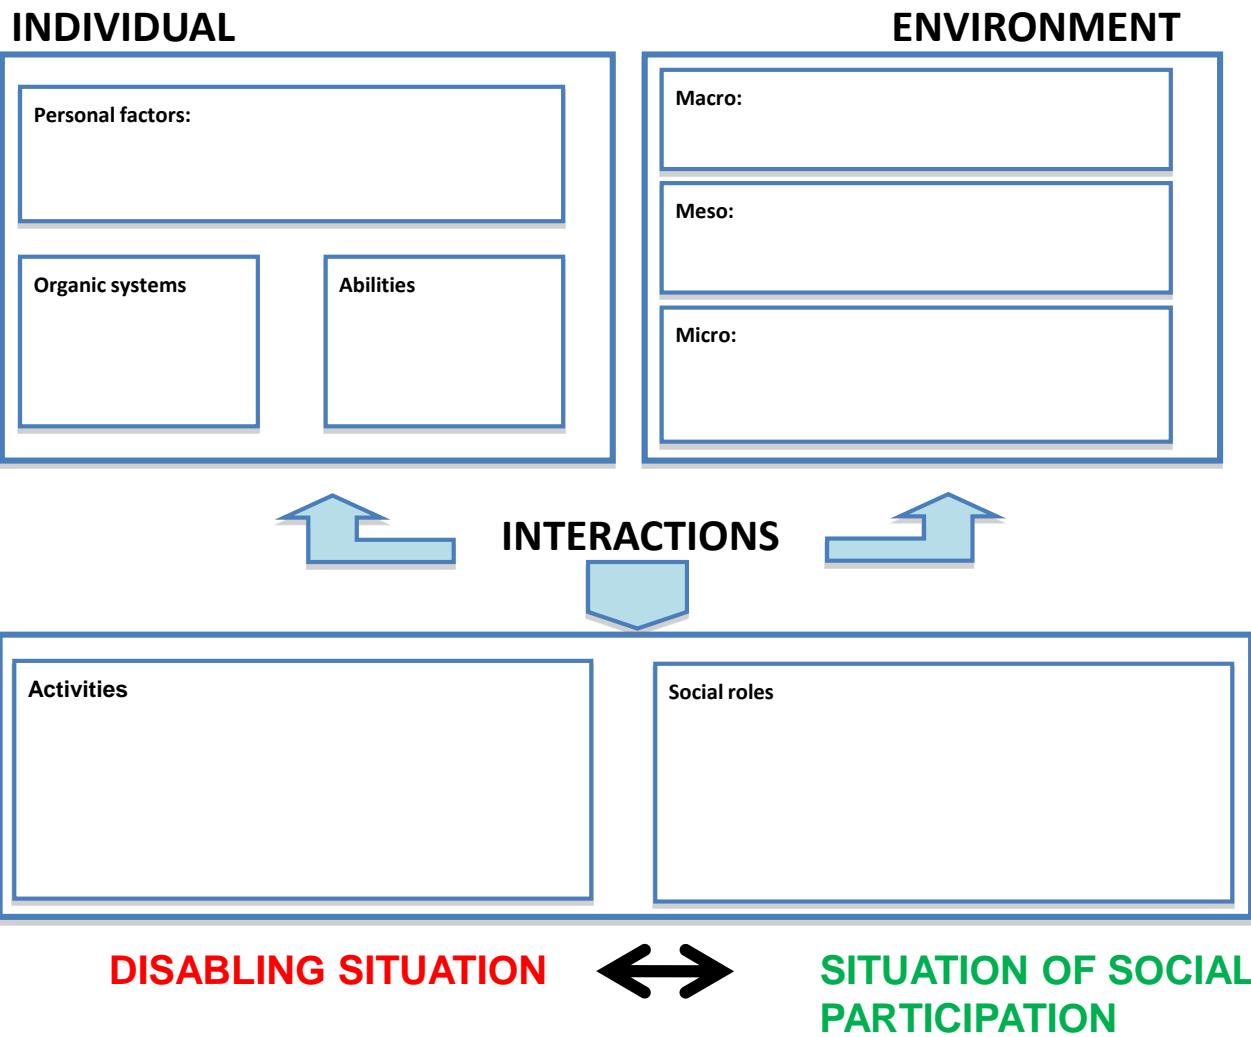 INDIVIDUAL
ENVIRONMENT
Personal factors:
Organic systems
Abilities
Macro:
Meso:
Micro:
INTERACTIONS
Activities
Social roles
DISABLING SITUATION
SITUATION OF SOCIAL
PARTICIPATION